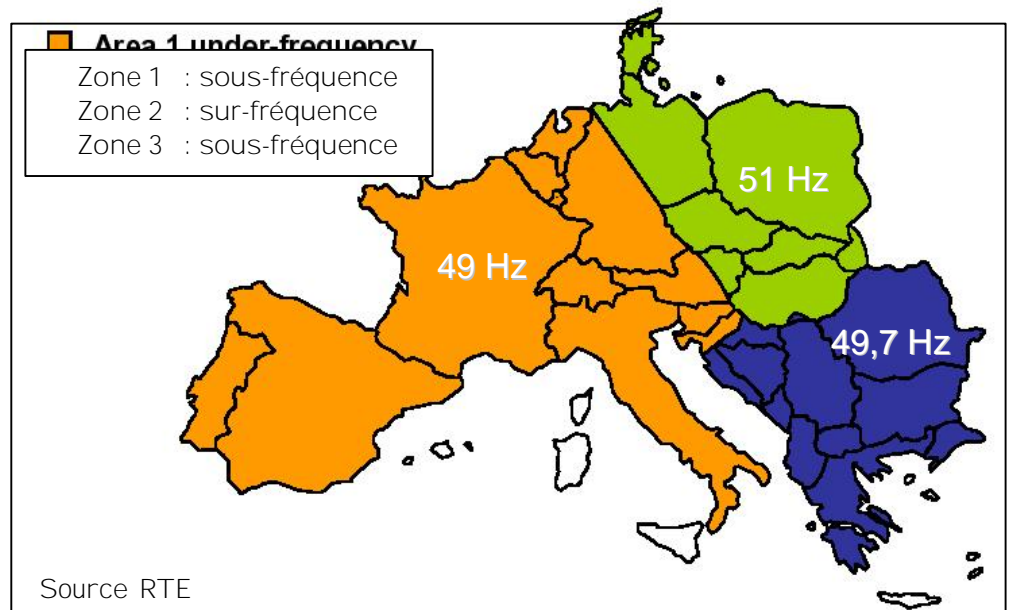 Area 1 under-frequency
Zone 1 : sous-fréquence
Zone 2 : sur-fréquence
Zone 3 : sous-fréquence
51 Hz
49 Hz
49,7 Hz
Source RTE